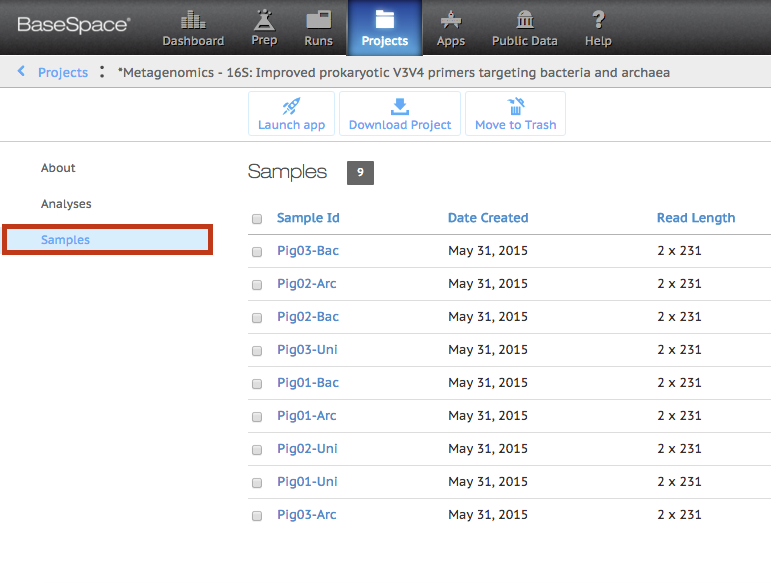 BaseSpace®
Dashboard Prep Runs Projects Apps Public Data Help
Projects : *Metagenomics - 16S: Improved prokaryotic V3V4 primers targeting bacteria and archaea
Launch app Download Project Move to Trash
About
Analyses
Samples
Samples 9
Sample Id Date Created Read Length
Pig03-Bac May 31, 2015 2 x 231
Pig02-Arc May 31, 2015 2 x 231
Pig02-Bac May 31, 2015 2 x 231
Pig03-Uni May 31, 2015 2 x 231
Pig01-Bac May 31, 2015 2 x 231
Pig01-Arc May 31, 2015 2 x 231
Pig02-Uni May 31, 2015 2 x 231
Pig01-Uni May 31, 2015 2 x 231
Pig03-Arc May 31, 2015 2 x 231